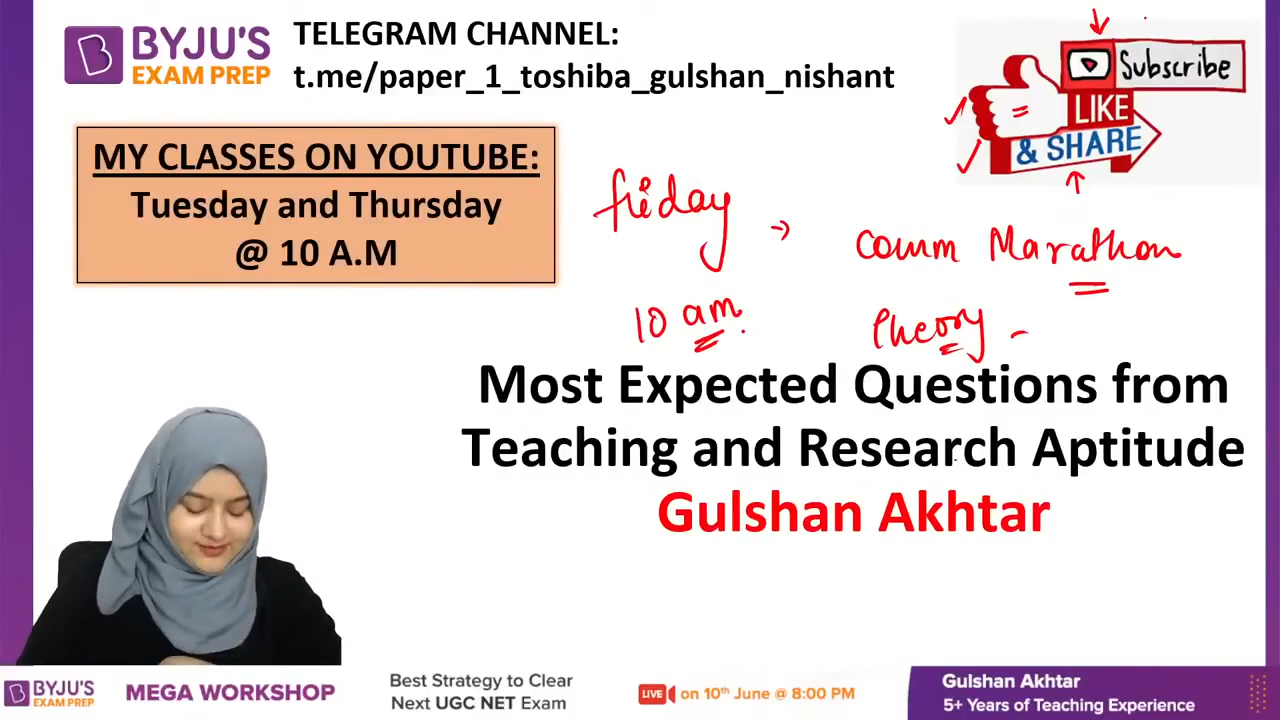 BYJU'S
EXAM PREP
TELEGRAM CHANNEL:
t.me/paper_1_toshiba_gulshan_nishant
Subscribe
LIKE
& SHARE
MY CLASSES ON YOUTUBE:
Tuesday and Thursday
@ 10 A.M
friday
10 am
Comm Marathon
theory -
Most Expected Questions from
Teaching and Research Aptitude
Gulshan Akhtar
BYJU'S
EXAM PREP
MEGA WORKSHOP
Best Strategy to Clear
Next UGC NET Exam
LIVE on 10th June @ 8:00 PM
Gulshan Akhtar
5+ Years of Teaching Experience